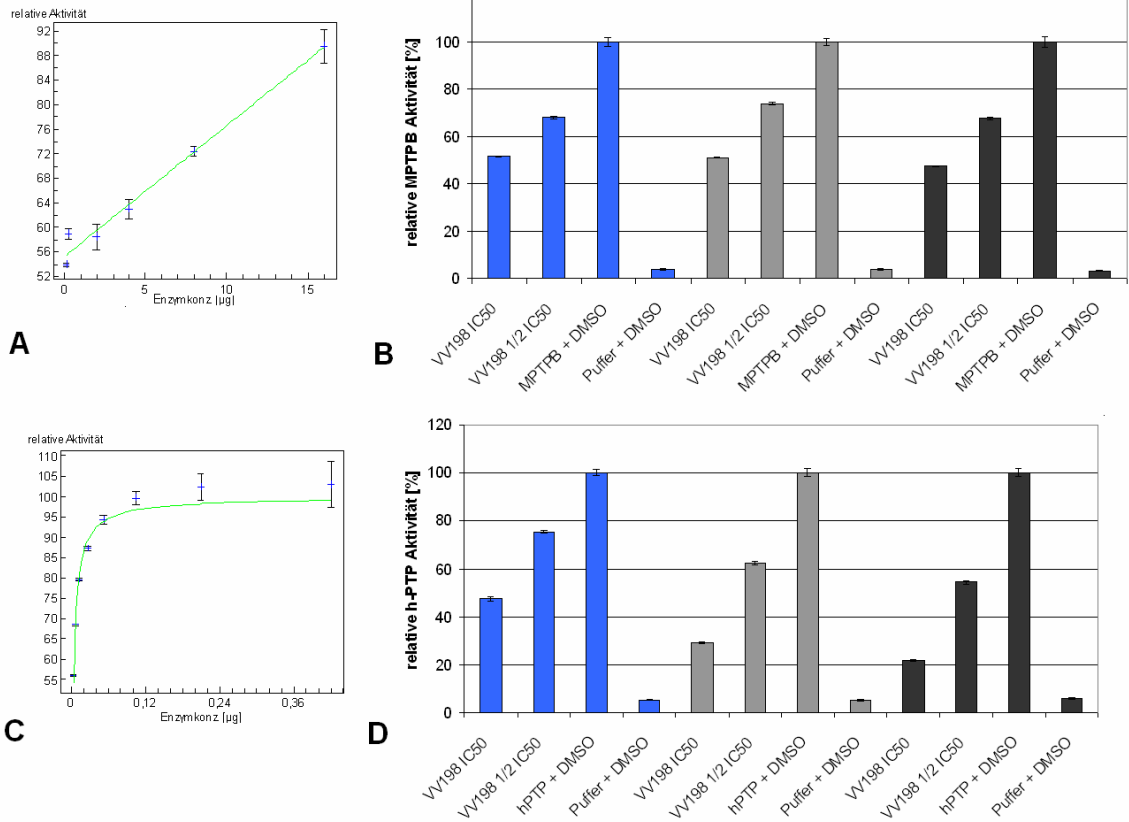 relative Aktivität
92
88
84
80
76
72
68
64
60
56
52
0 5 10 15
Enzymkonz. [µg]
A
relative MPTPB Aktivität [%]
100
80
60
40
20
0
VV198 IC50
VV198 1/2 IC50
MPTPB + DMSO
Puffer + DMSO
VV198 IC50
VV198 1/2 IC50
MPTPB + DMSO
Puffer + DMSO
VV198 IC50
VV198 1/2 IC50
MPTPB + DMSO
Puffer + DMSO
B
relative Aktivität
110
105
100
95
90
85
80
75
70
65
60
55
0 0,12 0,24 0,36
Enzymkonz. [µg]
C
relative h-PTP Aktivität [%]
120
100
80
60
40
20
0
VV198 IC50
VV198 1/2 IC50
hPTP + DMSO
Puffer + DMSO
VV198 IC50
VV198 1/2 IC50
hPTP + DMSO
Puffer + DMSO
VV198 IC50
VV198 1/2 IC50
hPTP + DMSO
Puffer + DMSO
D